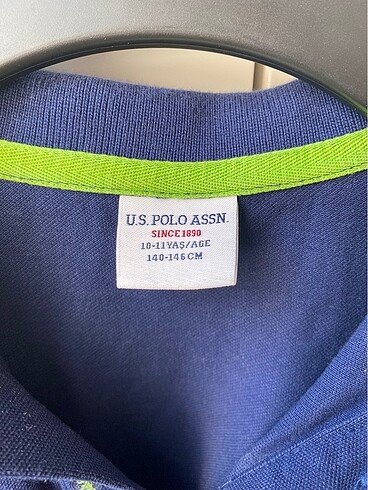 U.S. POLO ASSN.
SINCE 1890
10-11 YAŞ/AGE
140-146 CM